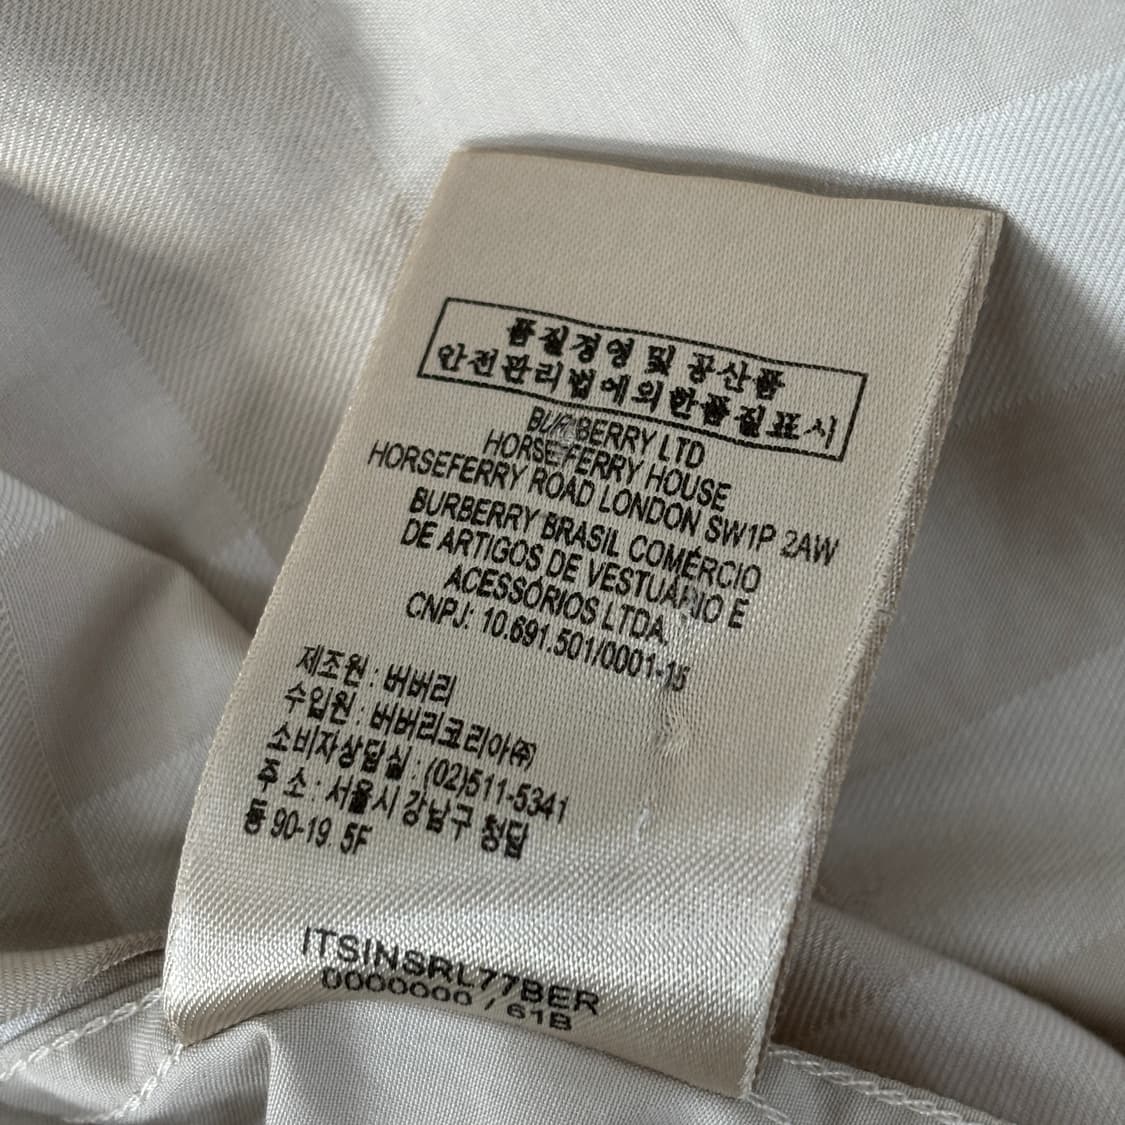 품질경영 및 공산품
안전관리법에의한품질표시
BURBERRY LTD
HORSEFERRY HOUSE
HORSEFERRY ROAD LONDON SW1P 2AW
BURBERRY BRASIL COMÉRCIO
DE ARTIGOS DE VESTUÁRIO E
ACESSÓRIOS LTDA,
CNPJ: 10.691.501/0001-15
제조원 : 버버리
수입원 : 버버리코리아㈜
소비자상담실 : (02)511-5341
주 소 : 서울시 강남구 청담
동 90-19 5F
ITSINSRL77BER
0000000 / 61B